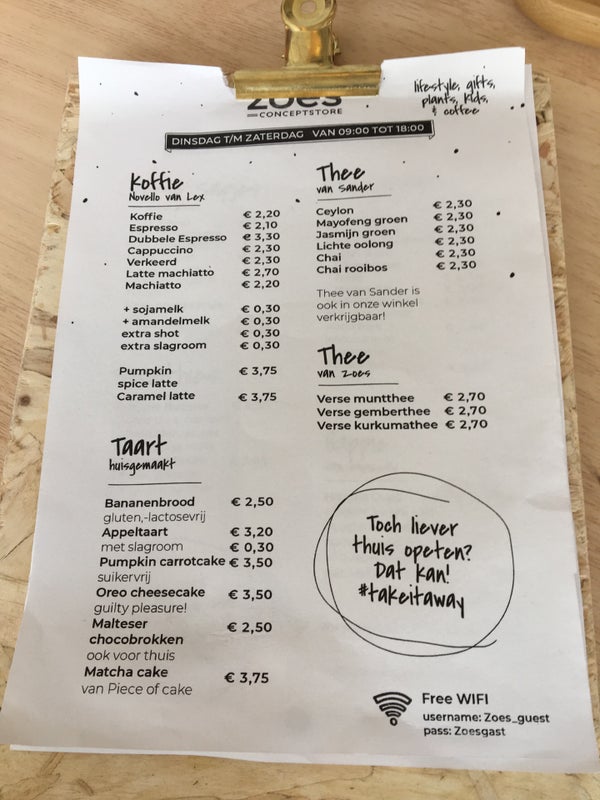 zoes
CONCEPTSTORE
lifestyle, gifts,
plants, kids,
& coffee
DINSDAG T/M ZATERDAG VAN 09:00 TOT 18:00
Koffie
Novello van Lex
Koffie € 2,20
Espresso € 2,10
Dubbele Espresso € 3,30
Cappuccino € 2,30
Verkeerd € 2,30
Latte machiatto € 2,70
Machiatto € 2,20
+ sojamelk € 0,30
+ amandelmelk € 0,30
extra shot € 0,30
extra slagroom € 0,30
Pumpkin € 3,75
spice latte
Caramel latte € 3,75
Taart
huisgemaakt
Bananenbrood € 2,50
gluten,-lactosevrij
Appeltaart € 3,20
met slagroom € 0,30
Pumpkin carrotcake € 3,50
suikervrij
Oreo cheesecake € 3,50
guilty pleasure!
Malteser € 2,50
chocobrokken
ook voor thuis
Matcha cake € 3,75
van Piece of cake
Thee
van Sander
Ceylon € 2,30
Mayofeng groen € 2,30
Jasmijn groen € 2,30
Lichte oolong € 2,30
Chai € 2,30
Chai rooibos € 2,30
Thee van Sander is
ook in onze winkel
verkrijgbaar!
Thee
van zoes
Verse muntthee € 2,70
Verse gemberthee € 2,70
Verse kurkumathee € 2,70
Toch liever
thuis opeten?
Dat kan!
#takeitaway
Free WIFI
username: Zoes_guest
pass: Zoesgast